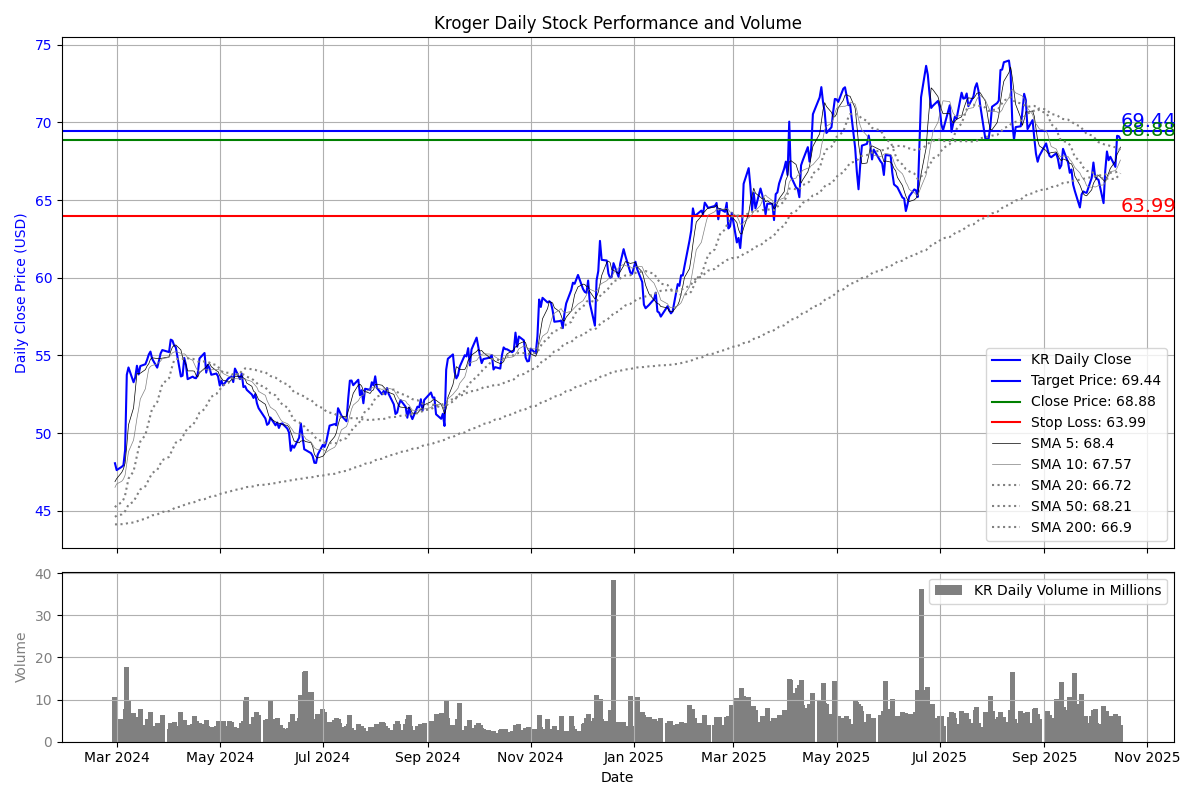 Kroger Daily Stock Performance and Volume
Daily Close Price (USD)
75
70
65
60
55
50
45
69.44
68.88
63.99
KR Daily Close
Target Price: 69.44
Close Price: 68.88
Stop Loss: 63.99
SMA 5: 68.4
SMA 10: 67.57
SMA 20: 66.72
SMA 50: 68.21
SMA 200: 66.9
Volume
40
30
20
10
0
KR Daily Volume in Millions
Mar 2024 May 2024 Jul 2024 Sep 2024 Nov 2024 Jan 2025 Mar 2025 May 2025 Jul 2025 Sep 2025 Nov 2025
Date